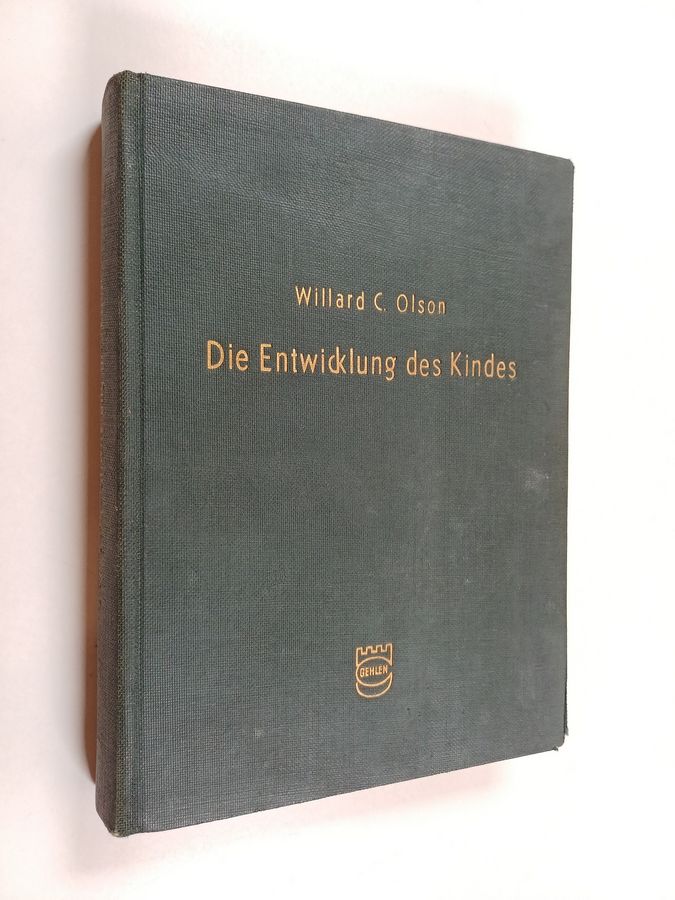 Willard C. Olson
Die Entwicklung des Kindes
GEHLEN